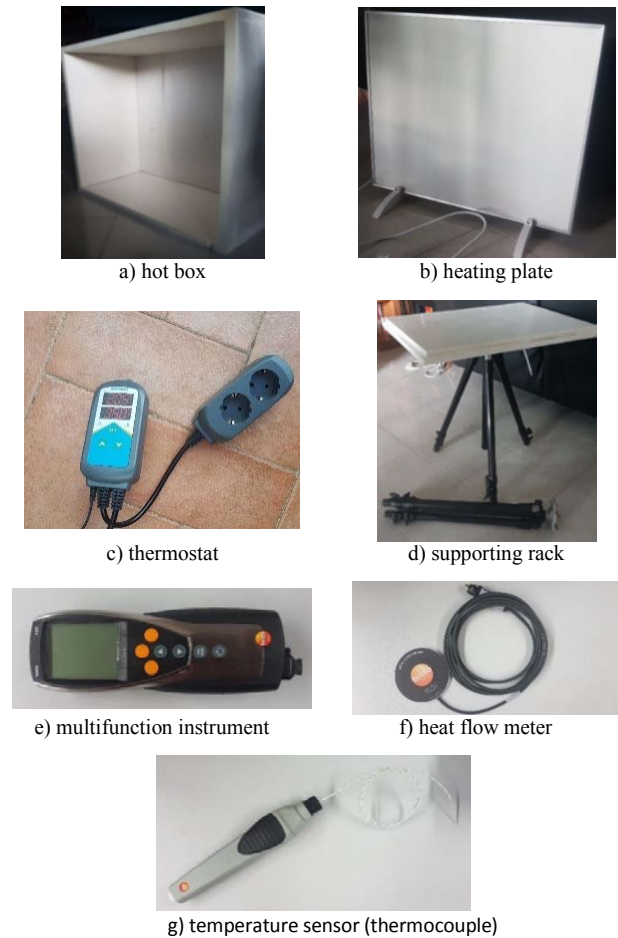 a) hot box
b) heating plate
c) thermostat
d) supporting rack
e) multifunction instrument
f) heat flow meter
g) temperature sensor (thermocouple)